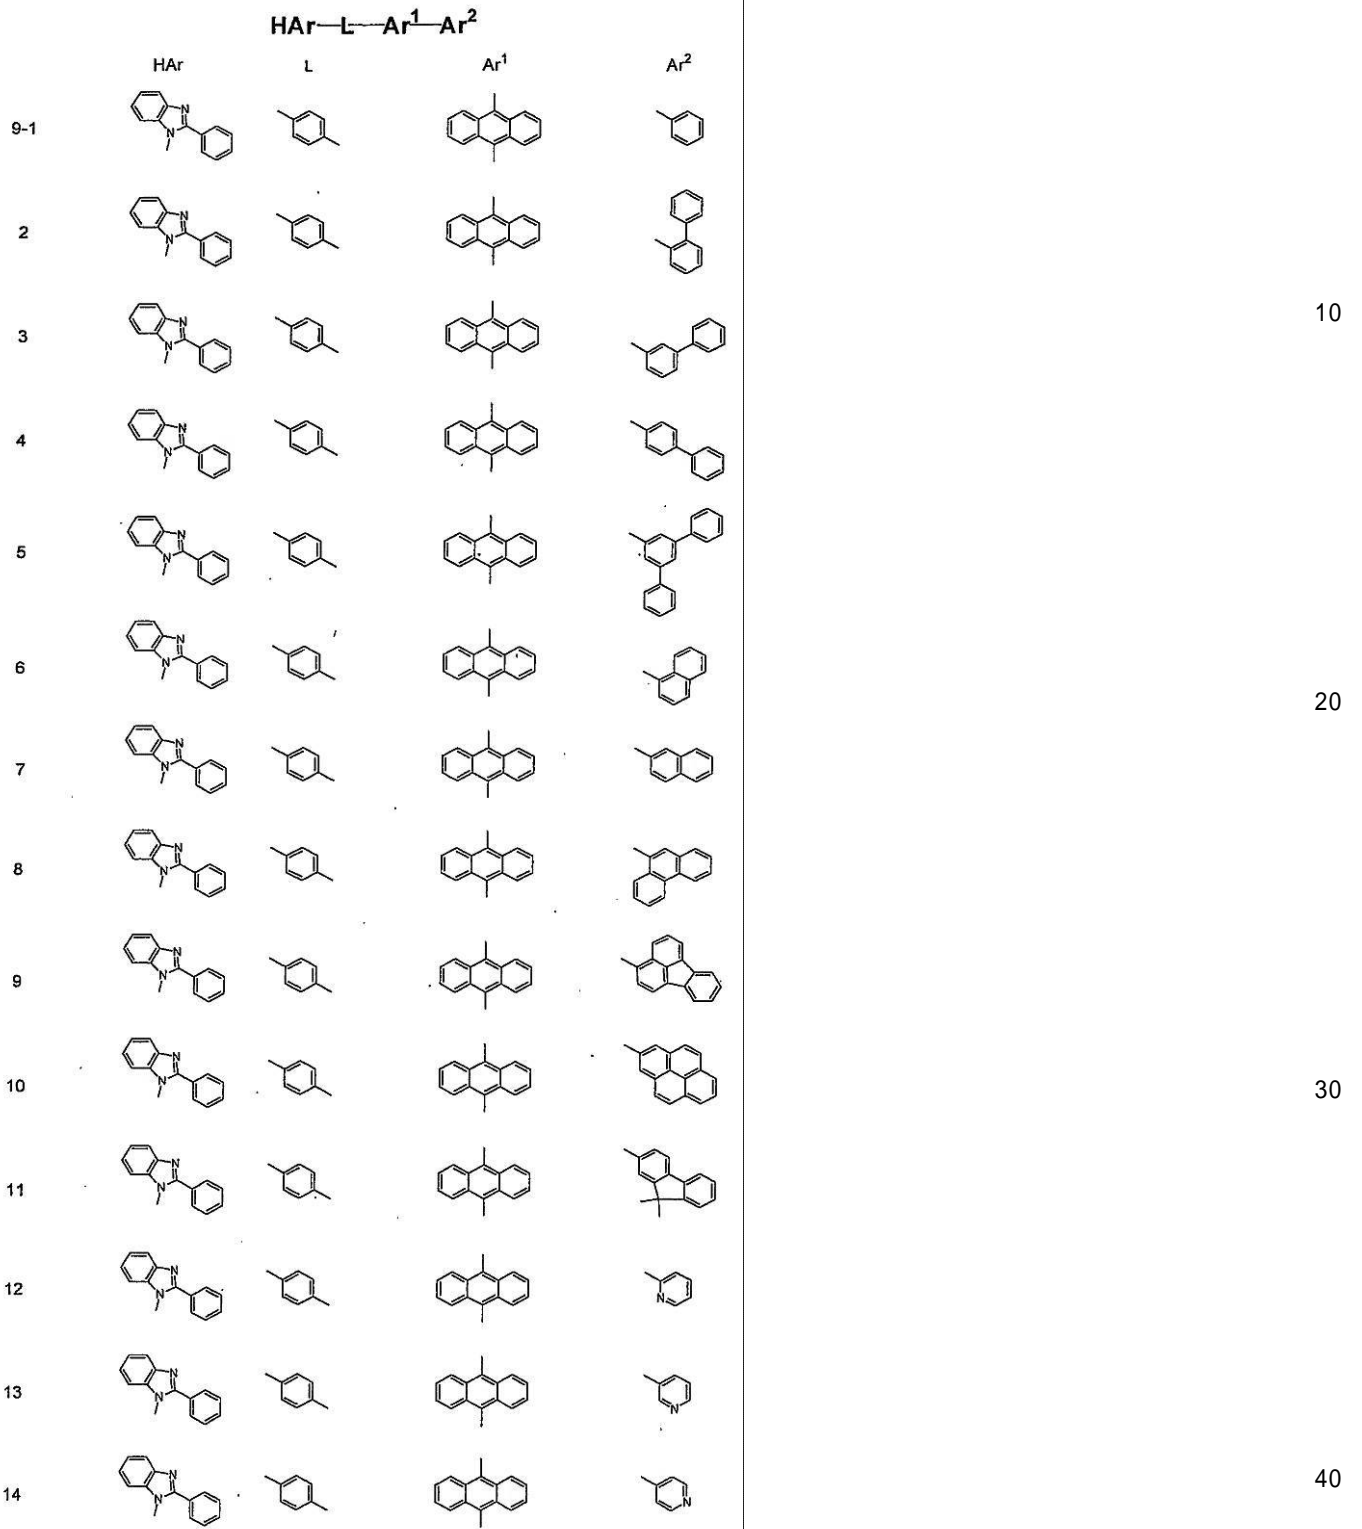 HAr—L—Ar¹—Ar²
HAr L Ar¹ Ar²
9-1 N N
2 N N
3 N N
10
4 N N
5 N N
6 N N
20
7 N N
8 N N
9 N N
10 N N
30
11 N N
12 N N N
13 N N N
14 N N N
40